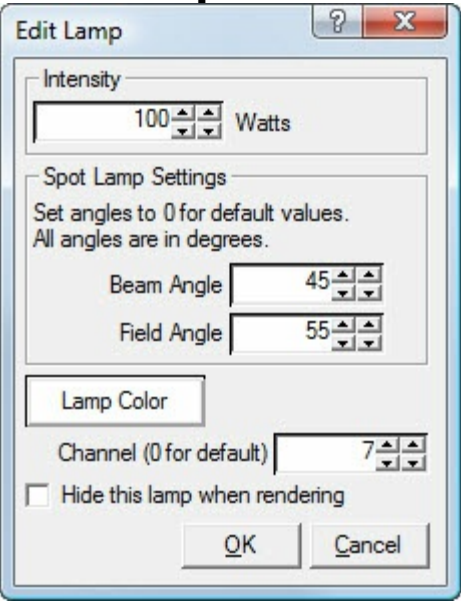 Edit Lamp
?
X
Intensity
100 Watts
Spot Lamp Settings
Set angles to 0 for default values.
All angles are in degrees.
Beam Angle 45
Field Angle 55
Lamp Color
Channel (0 for default) 7
Hide this lamp when rendering
OK Cancel